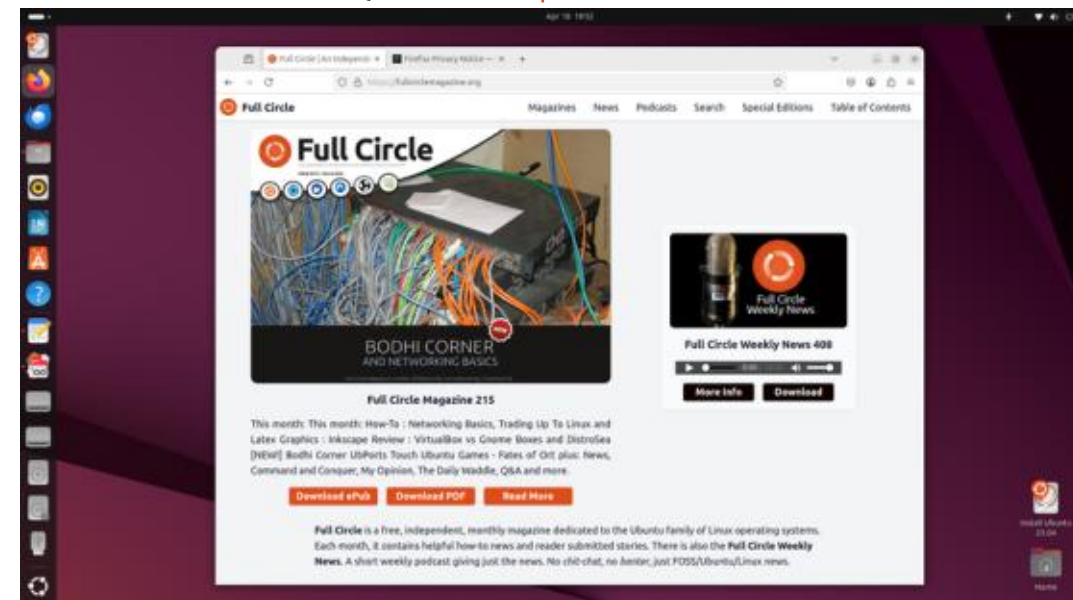 Apr 18 18:52
Full Circle | An Independ
Firefox Privacy Notice —
https://fullcirclemagazine.org
Full Circle
Magazines News Podcasts Search Special Editions Table of Contents
Full Circle
NEW
BODHI CORNER
AND NETWORKING BASICS
Full Circle
Weekly News
Full Circle Weekly News 408
0:00
More Info Download
Full Circle Magazine 215
This month: This month: How-To : Networking Basics, Trading Up To Linux and
Latex Graphics : Inkscape Review : VirtualBox vs Gnome Boxes and DistroSea
[NEW!] Bodhi Corner UbPorts Touch Ubuntu Games - Fates of Ort plus: News,
Command and Conquer, My Opinion, The Daily Waddle, Q&A and more.
Download ePub Download PDF Read More
Full Circle is a free, independent, monthly magazine dedicated to the Ubuntu family of Linux operating systems.
Each month, it contains helpful how-to news and reader submitted stories. There is also the Full Circle Weekly
News. A short weekly podcast giving just the news. No chit-chat, no banter, just FOSS/Ubuntu/Linux news.
Install Ubuntu
Home